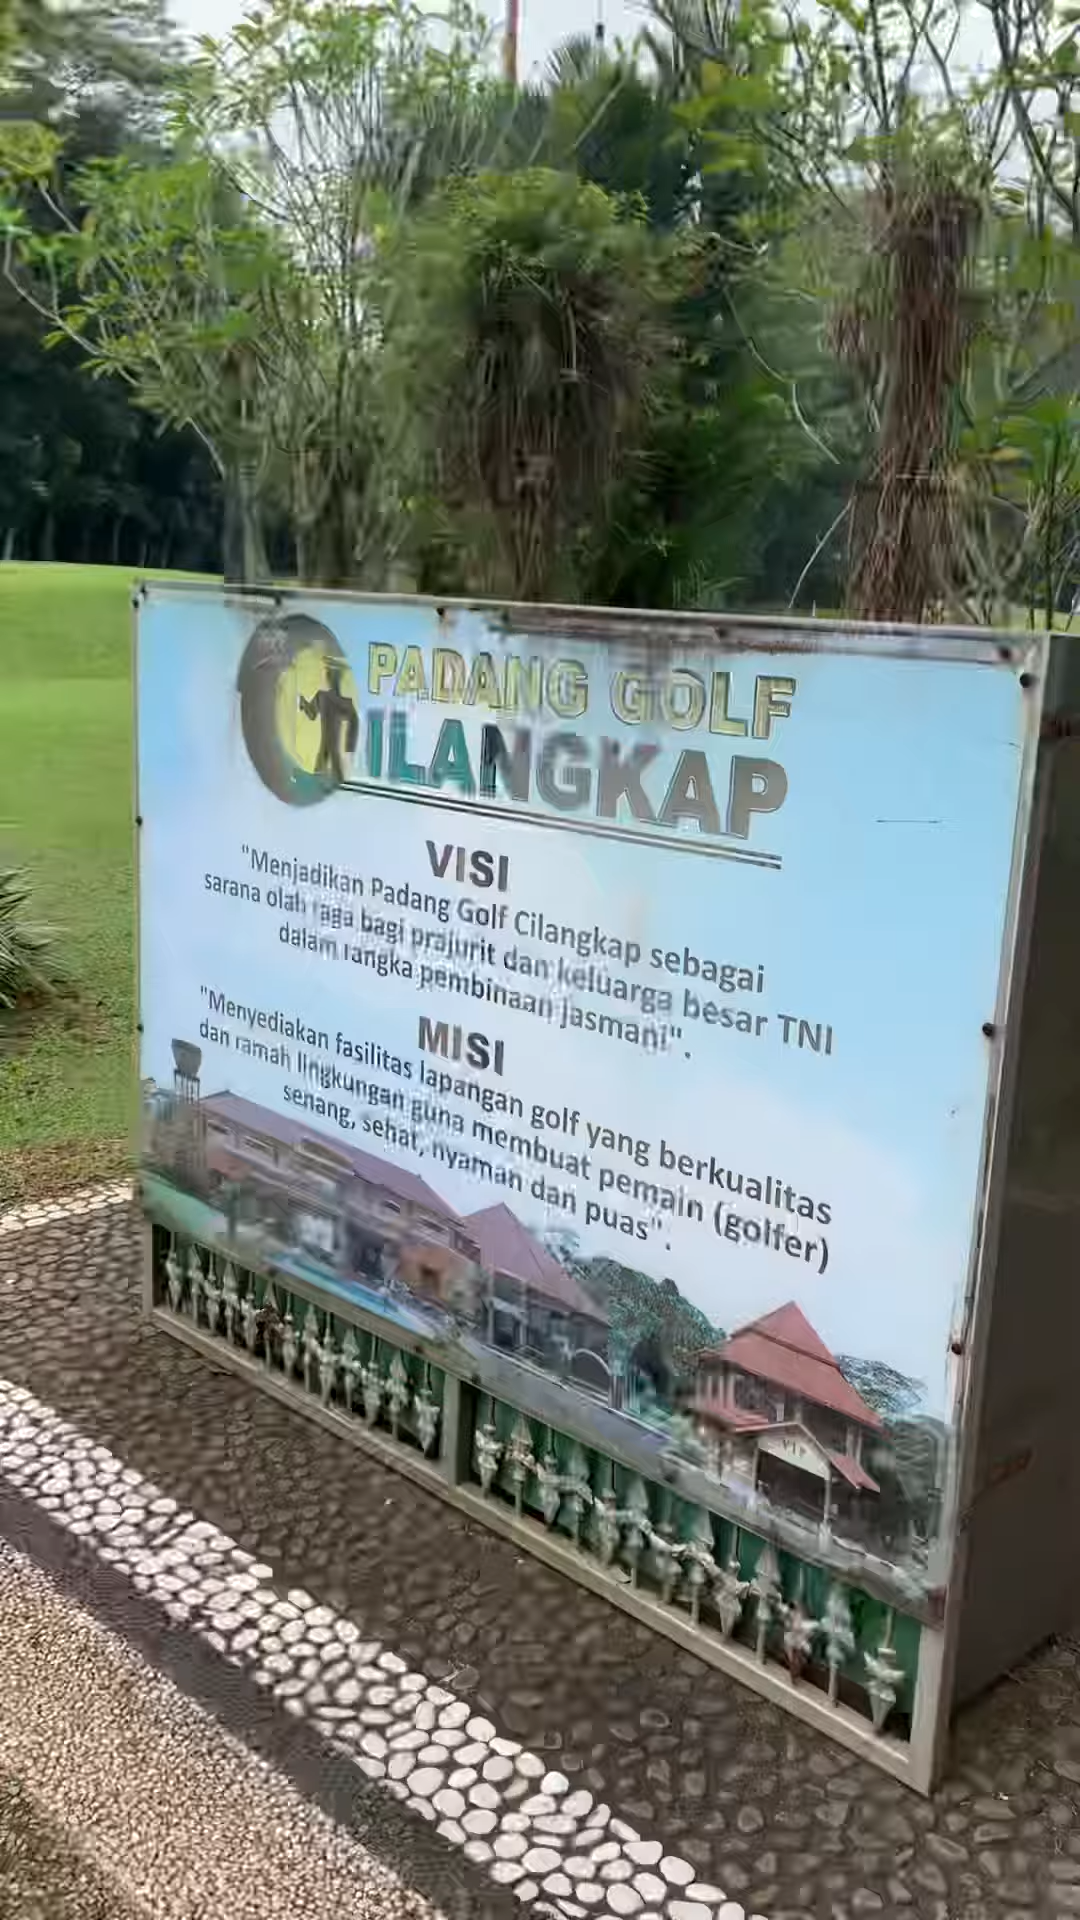 PADANG GOLF
CILANGKAP
VISI
"Menjadikan Padang Golf Cilangkap sebagai
sarana olah raga bagi prajurit dan keluarga besar TNI
dalam rangka pembinaan jasmani".
MISI
"Menyediakan fasilitas lapangan golf yang berkualitas
dan ramah lingkungan guna membuat pemain (golfer)
senang, sehat, nyaman dan puas".
VIP